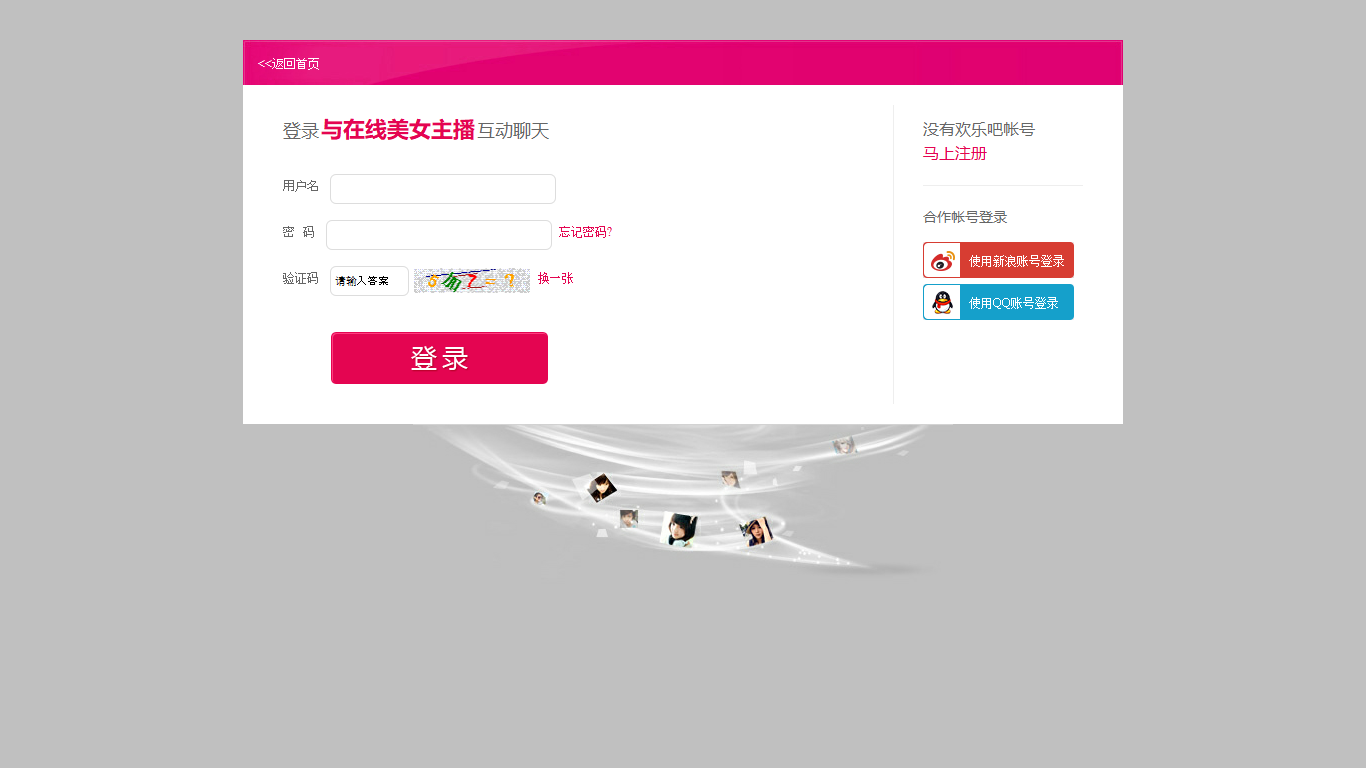 <<返回首页
登录与在线美女主播互动聊天
用户名
密 码 忘记密码?
验证码 请输入答案 换一张
登录
没有欢乐吧帐号
马上注册
合作帐号登录
使用新浪账号登录
使用QQ账号登录